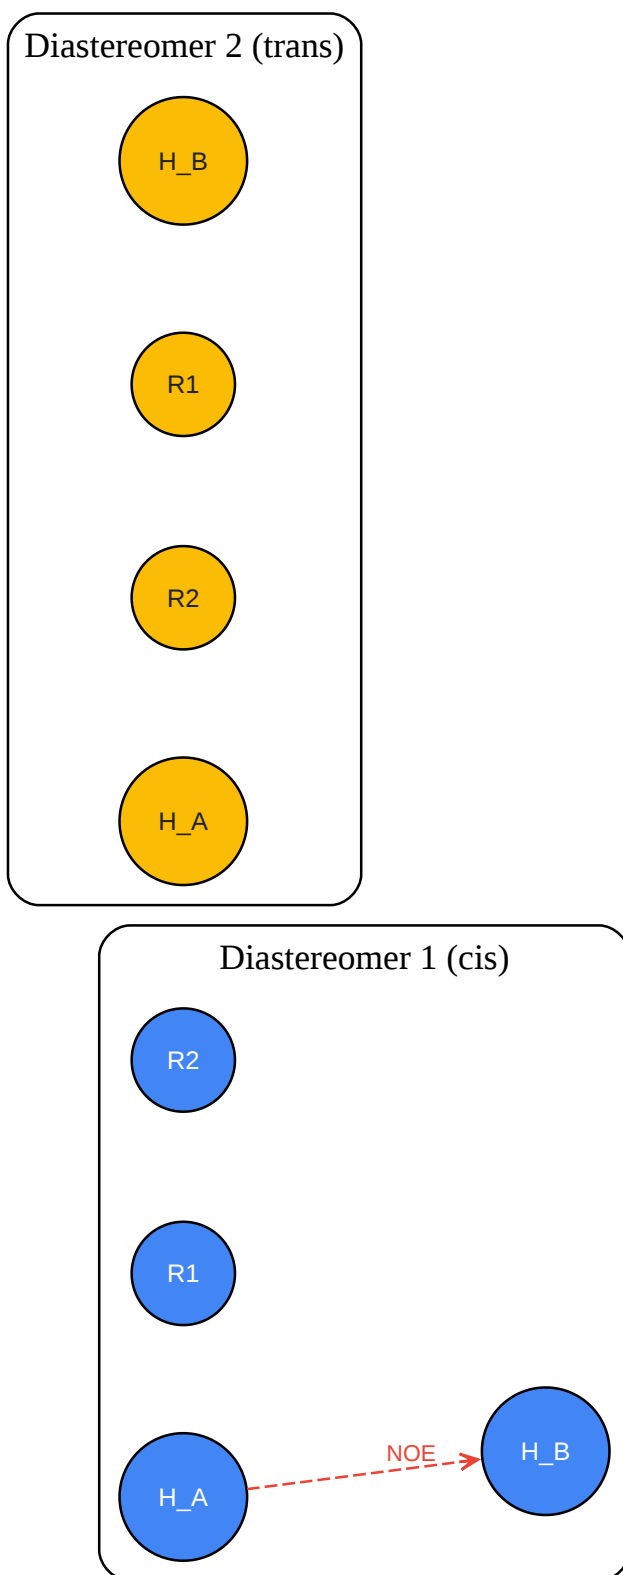 Diastereomer 2 (trans)
H_B
R1
R2
H_A
Diastereomer 1 (cis)
R2
R1
NOE
H_B
H_A